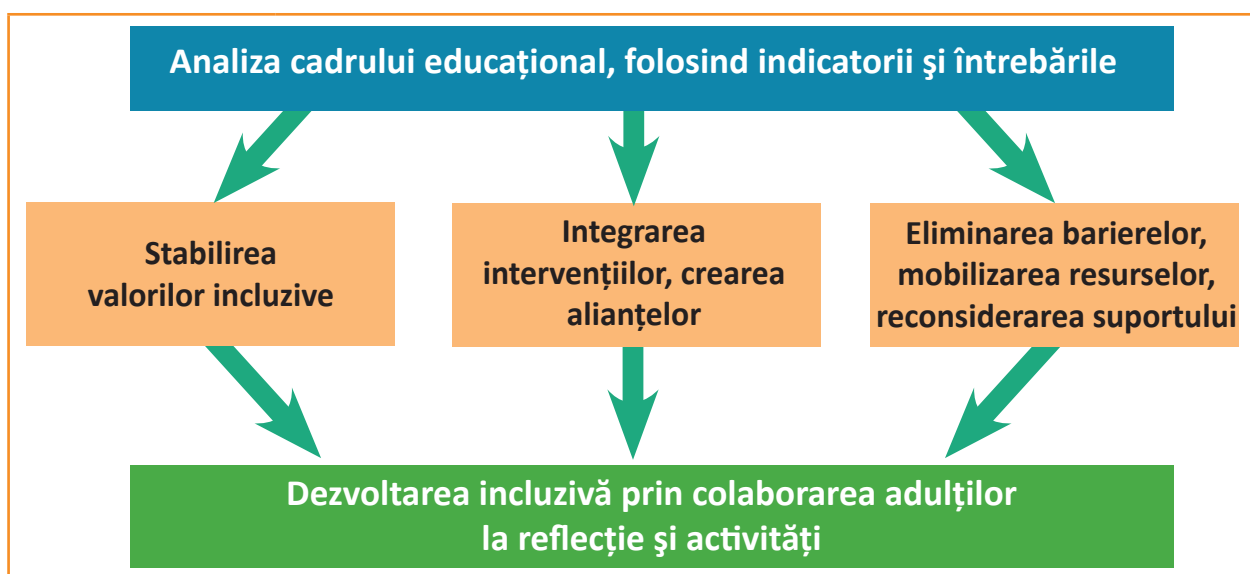 Analiza cadrului educațional, folosind indicatorii şi întrebările
Stabilirea
valorilor incluzive
Integrarea
intervențiilor, crearea
alianțelor
Eliminarea barierelor,
mobilizarea resurselor,
reconsiderarea suportului
Dezvoltarea incluzivă prin colaborarea adulților
la reflecție şi activități